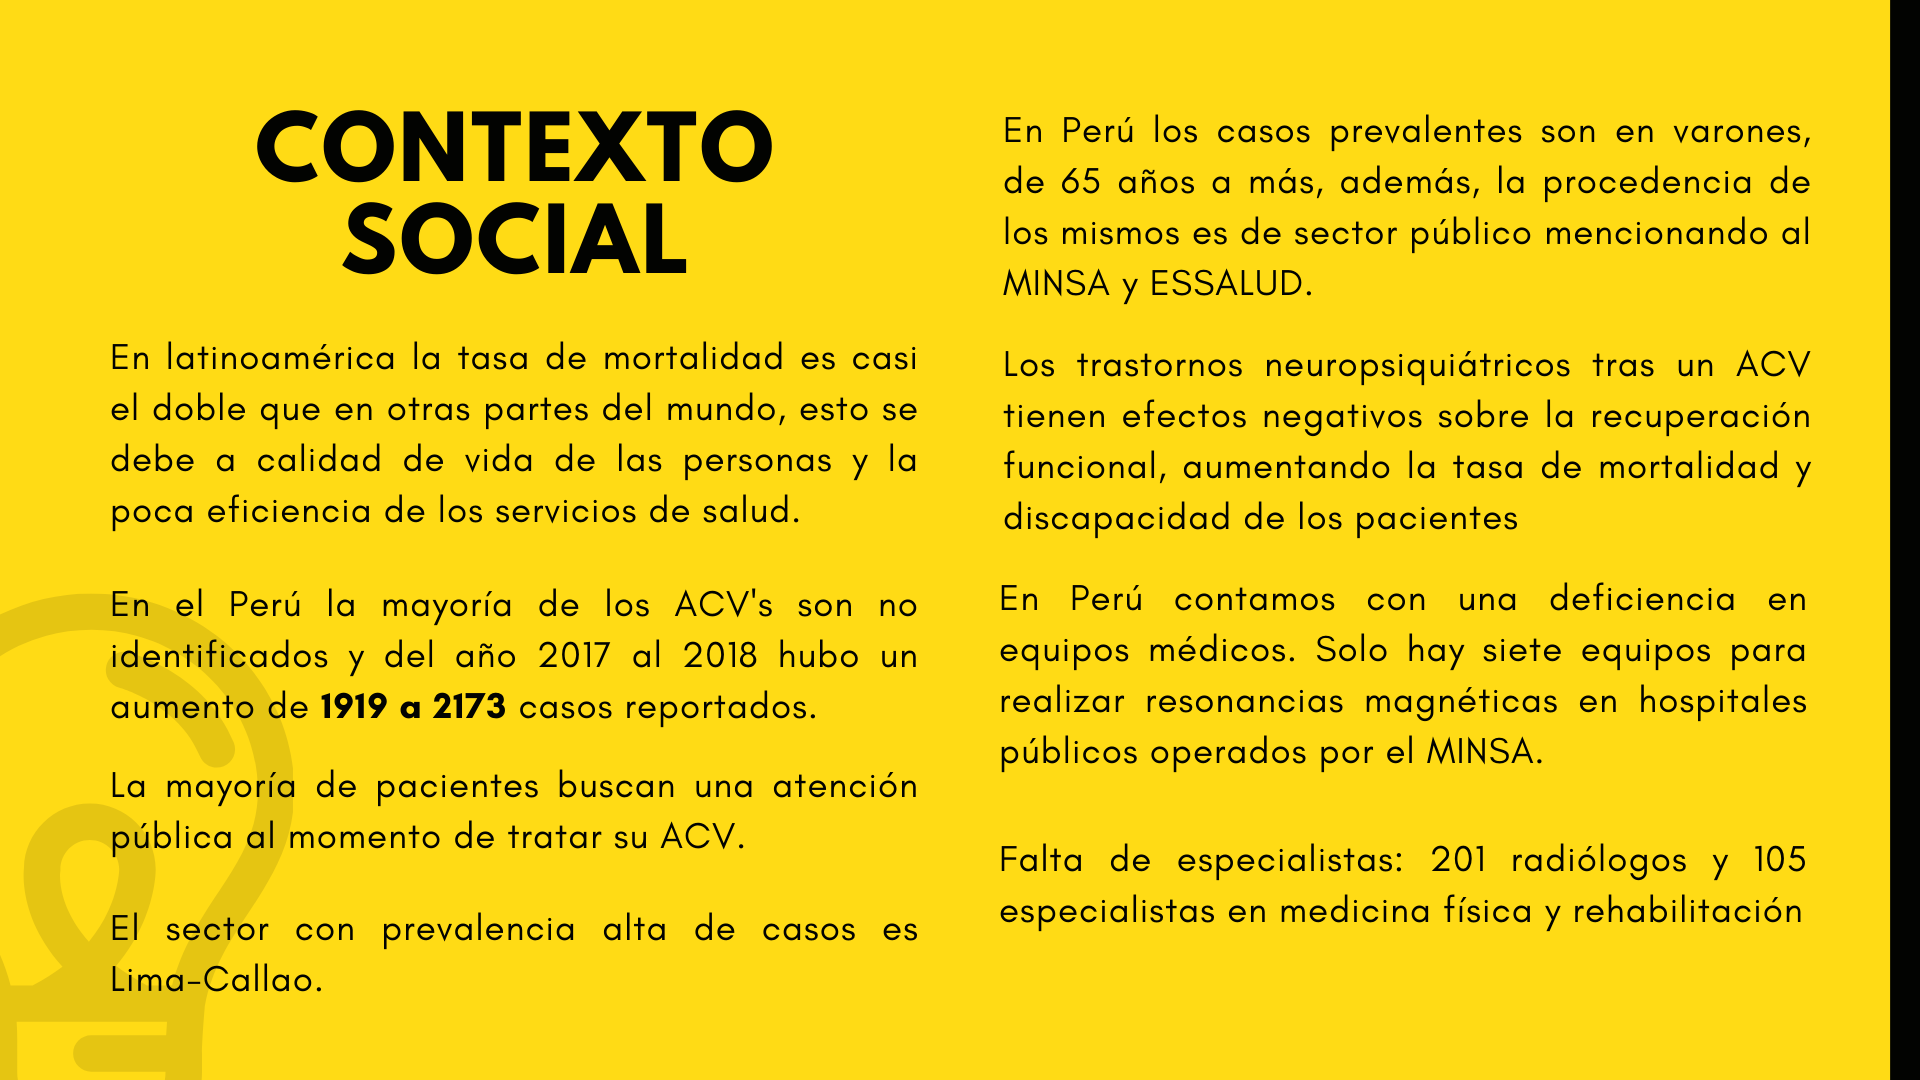 CONTEXTO
SOCIAL
En latinoamérica la tasa de mortalidad es casi
el doble que en otras partes del mundo, esto se
debe a calidad de vida de las personas y la
poca eficiencia de los servicios de salud.
En el Perú la mayoría de los ACV's son no
identificados y del año 2017 al 2018 hubo un
aumento de 1919 a 2173 casos reportados.
La mayoría de pacientes buscan una atención
pública al momento de tratar su ACV.
El sector con prevalencia alta de casos es
Lima-Callao.
En Perú los casos prevalentes son en varones,
de 65 años a más, además, la procedencia de
los mismos es de sector público mencionando al
MINSA y ESSALUD.
Los trastornos neuropsiquiátricos tras un ACV
tienen efectos negativos sobre la recuperación
funcional, aumentando la tasa de mortalidad y
discapacidad de los pacientes
En Perú contamos con una deficiencia en
equipos médicos. Solo hay siete equipos para
realizar resonancias magnéticas en hospitales
públicos operados por el MINSA.
Falta de especialistas: 201 radiólogos y 105
especialistas en medicina física y rehabilitación